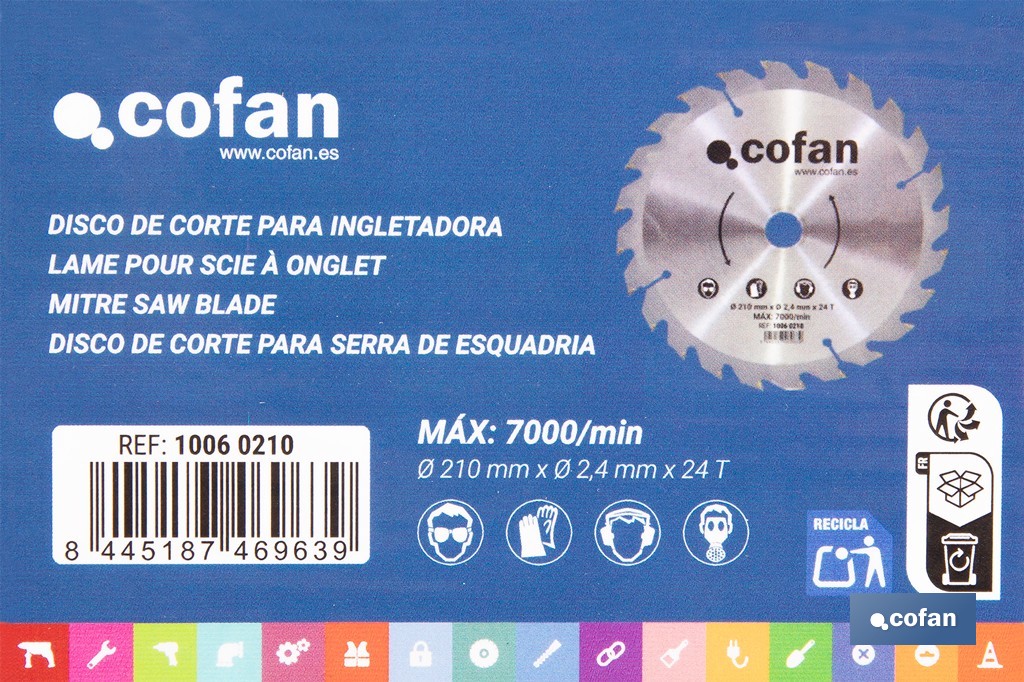 cofan
www.cofan.es
DISCO DE CORTE PARA INGLETADORA
LAME POUR SCIE À ONGLET
MITRE SAW BLADE
DISCO DE CORTE PARA SERRA DE ESQUADRIA
cofan
www.cofan.es
Ø 210 mm x Ø 2,4 mm x 24 T
MÁX: 7000/min
REF: 1006 0210
REF: 1006 0210
8 445187 469639
MÁX: 7000/min
Ø 210 mm x Ø 2,4 mm x 24 T
FR
RECICLA
cofan